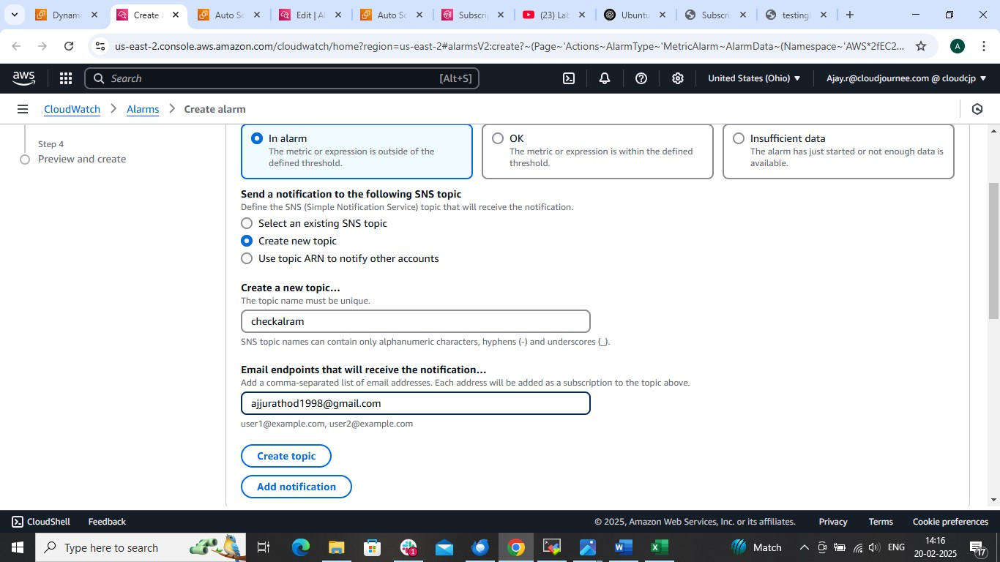 Dynam
Create
Auto Sc
Edit | Al
Auto Sc
Subscri
(23) Lab
Ubuntu
Subscri
testingl
us-east-2.console.aws.amazon.com/cloudwatch/home?region=us-east-2#alarmsV2:create?~(Page~'Actions~AlarmType~'MetricAlarm~AlarmData~(Namespace~'AWS*2fEC2...
A
aws
Search
[Alt+S]
United States (Ohio)
Ajay.r@cloudjournee.com @ cloudcjp
CloudWatch
Alarms
Create alarm
Step 4
Preview and create
In alarm
The metric or expression is outside of the
defined threshold.
OK
The metric or expression is within the defined
threshold.
Insufficient data
The alarm has just started or not enough data is
available.
Send a notification to the following SNS topic
Define the SNS (Simple Notification Service) topic that will receive the notification.
Select an existing SNS topic
Create new topic
Use topic ARN to notify other accounts
Create a new topic...
The topic name must be unique.
checkalram
SNS topic names can contain only alphanumeric characters, hyphens (-) and underscores (_).
Email endpoints that will receive the notification...
Add a comma-separated list of email addresses. Each address will be added as a subscription to the topic above.
ajjurathod1998@gmail.com
user1@example.com, user2@example.com
Create topic
Add notification
CloudShell
Feedback
© 2025, Amazon Web Services, Inc. or its affiliates.
Privacy
Terms
Cookie preferences
Type here to search
Match
ENG
14:16
20-02-2025
17